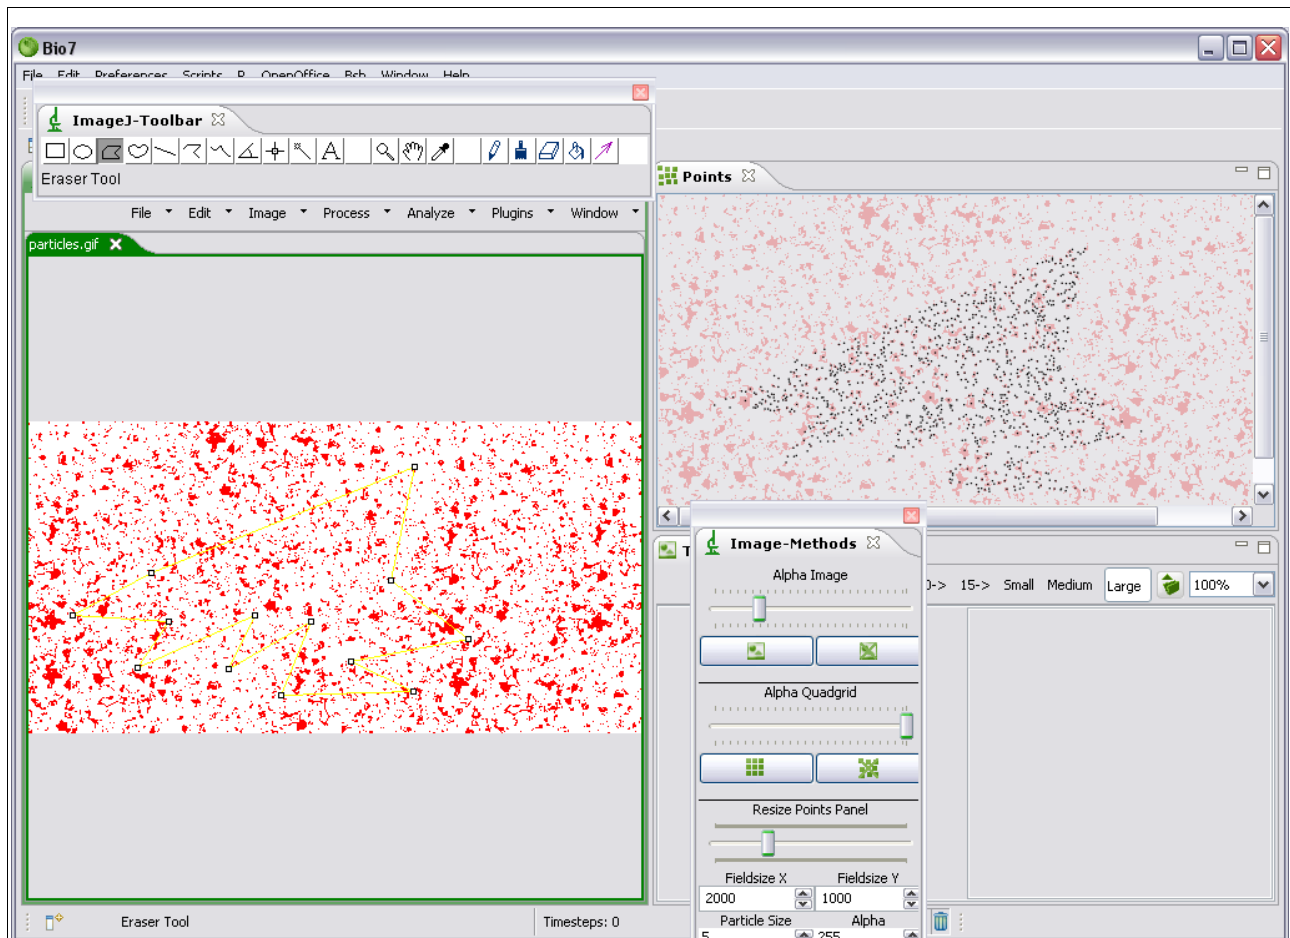 Bio7
File Edit Preferences Scripts R OpenOffice Bsh Window Help
ImageJ-Toolbar
A
Eraser Tool
File Edit Image Process Analyze Plugins Window
particles.gif
Points
Image-Methods
Alpha Image
15-> Small Medium Large 100%
Alpha Quadgrid
Resize Points Panel
Fieldsize X Fieldsize Y
2000 1000
Particle Size Alpha
5 255
Eraser Tool
Timesteps: 0